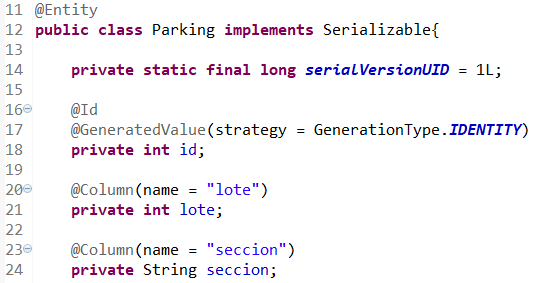 11 @Entity
12 public class Parking implements Serializable{
13
14     private static final long serialVersionUID = 1L;
15
16     @Id
17     @GeneratedValue(strategy = GenerationType.IDENTITY)
18     private int id;
19
20     @Column(name = "lote")
21     private int lote;
22
23     @Column(name = "seccion")
24     private String seccion;